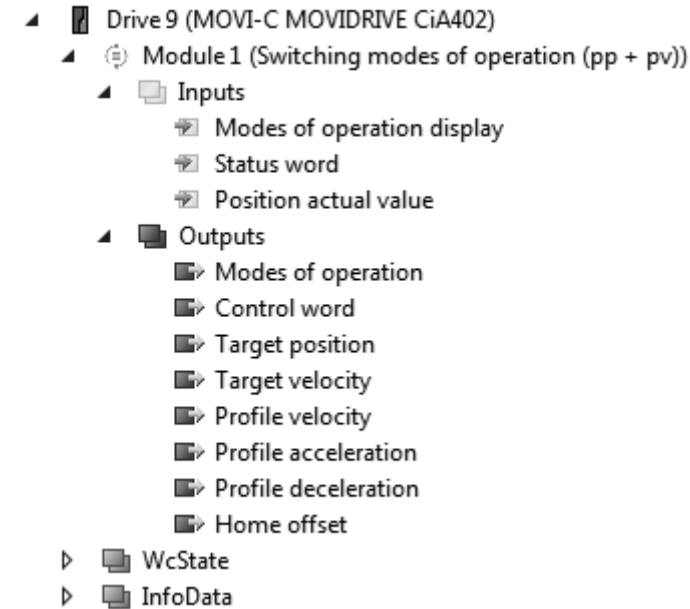 Drive 9 (MOVI-C MOVIDRIVE CiA402)
Module 1 (Switching modes of operation (pp + pv))
Inputs
Modes of operation display
Status word
Position actual value
Outputs
Modes of operation
Control word
Target position
Target velocity
Profile velocity
Profile acceleration
Profile deceleration
Home offset
WcState
InfoData